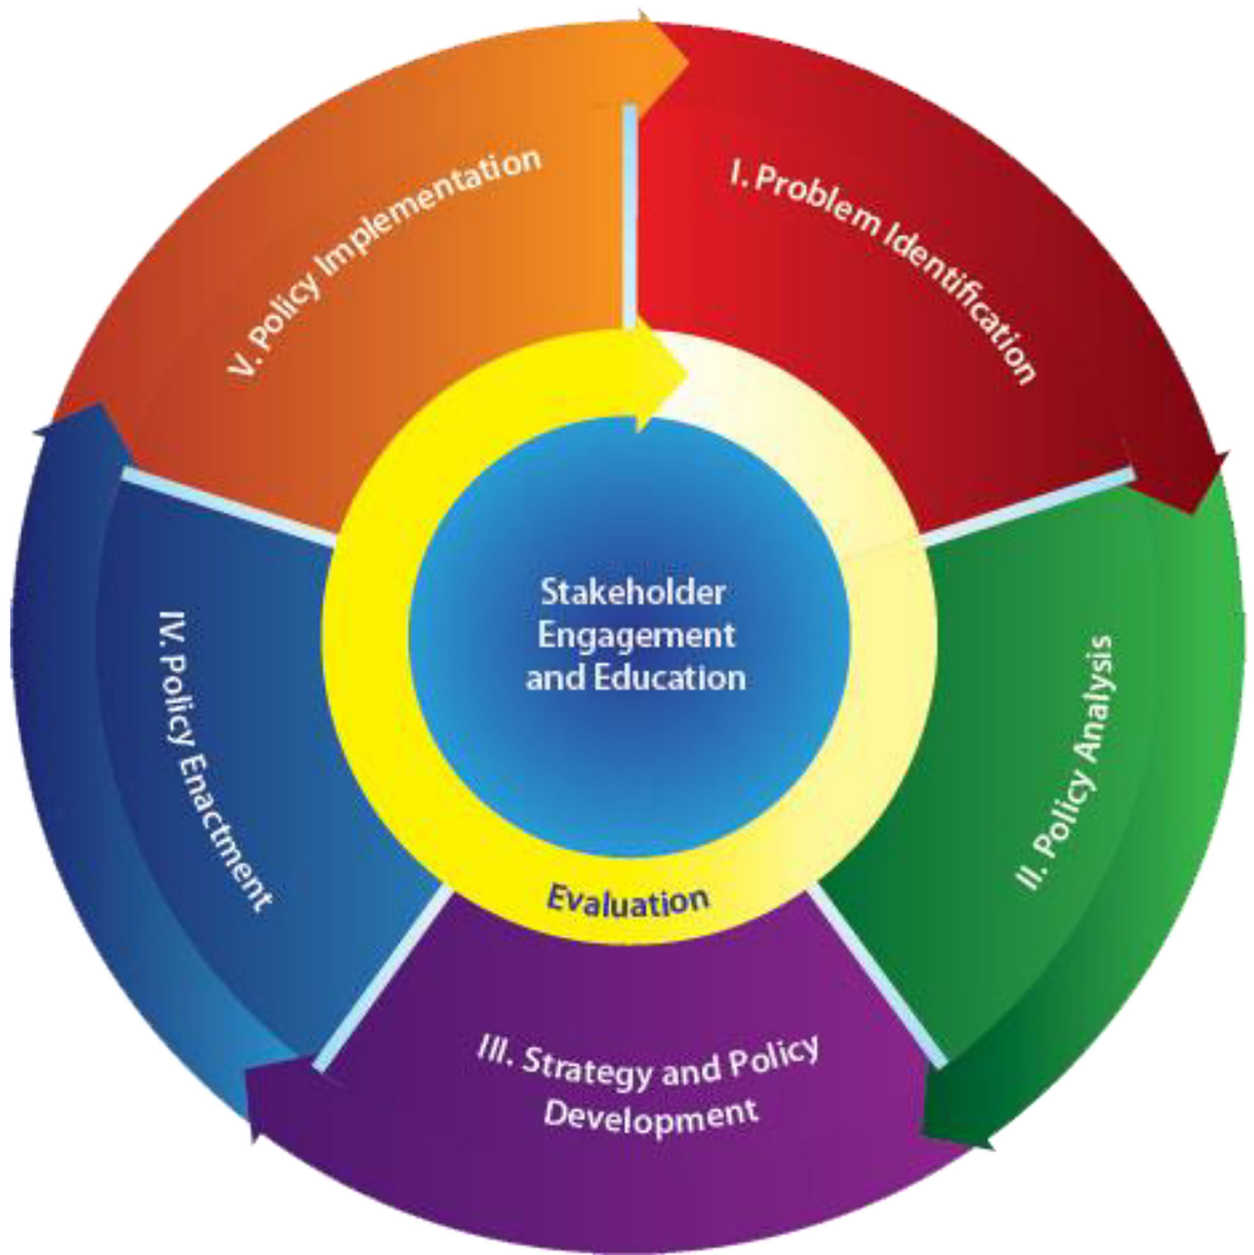 I. Problem Identification
II. Policy Analysis
III. Strategy and Policy
Development
IV. Policy Enactment
V. Policy Implementation
Evaluation
Stakeholder
Engagement
and Education